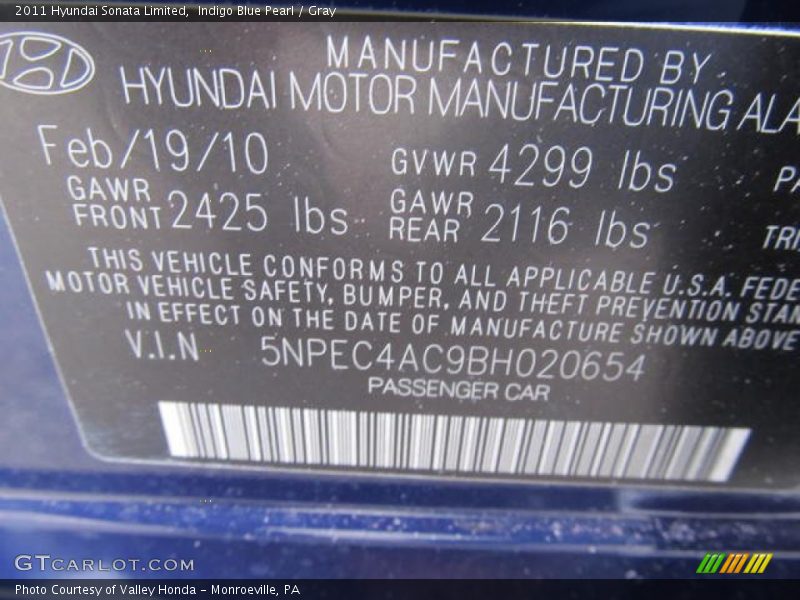 2011 Hyundai Sonata Limited, Indigo Blue Pearl / Gray
MANUFACTURED BY
HYUNDAI MOTOR MANUFACTURING ALA
Feb/19/10 GVWR 4299 lbs PA
GAWR FRONT 2425 lbs GAWR REAR 2116 lbs TRI
THIS VEHICLE CONFORMS TO ALL APPLICABLE U.S.A. FEDE
MOTOR VEHICLE SAFETY, BUMPER, AND THEFT PREVENTION STAN
IN EFFECT ON THE DATE OF MANUFACTURE SHOWN ABOVE
V.I.N 5NPEC4AC9BH020654
PASSENGER CAR
GTCARLOT.COM
Photo Courtesy of Valley Honda - Monroeville, PA